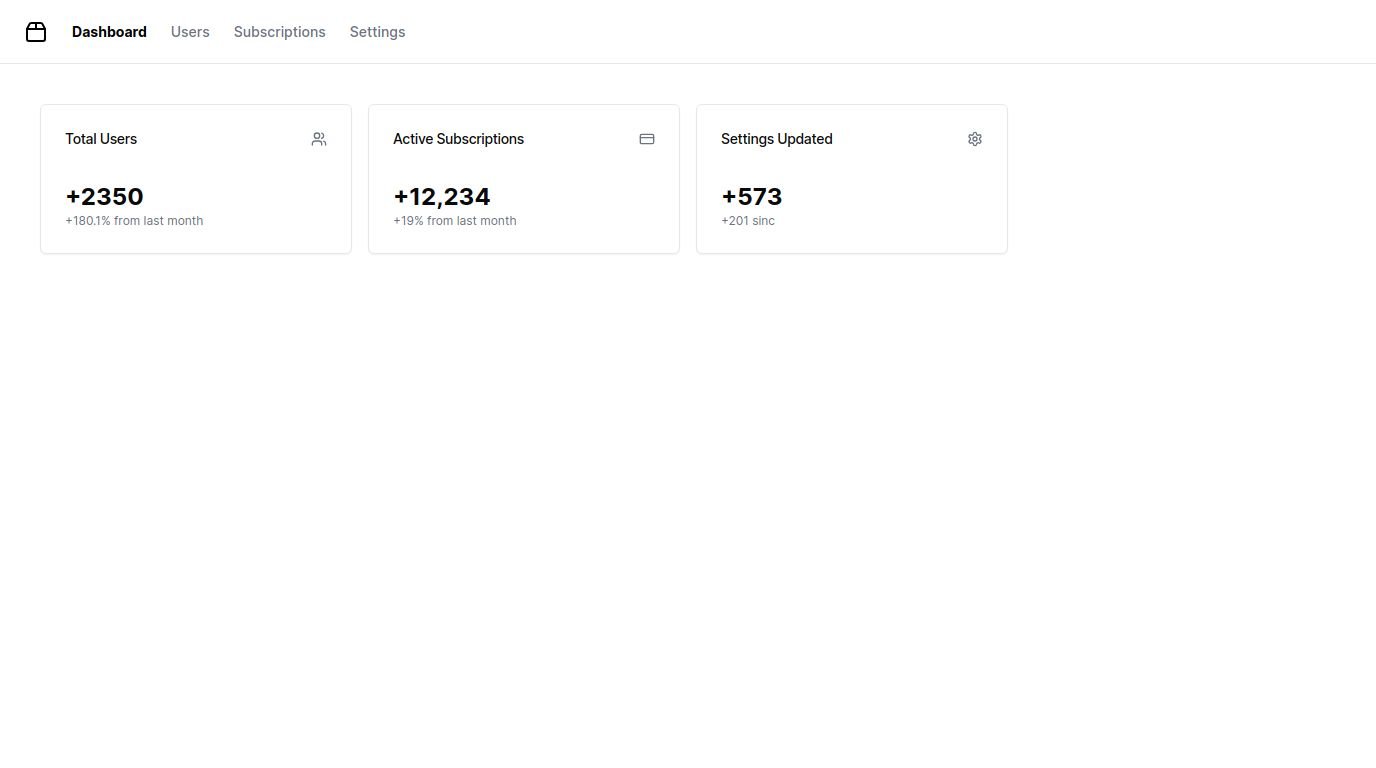 Dashboard Users Subscriptions Settings
Total Users
+2350
+180.1% from last month
Active Subscriptions
+12,234
+19% from last month
Settings Updated
+573
+201 sinc